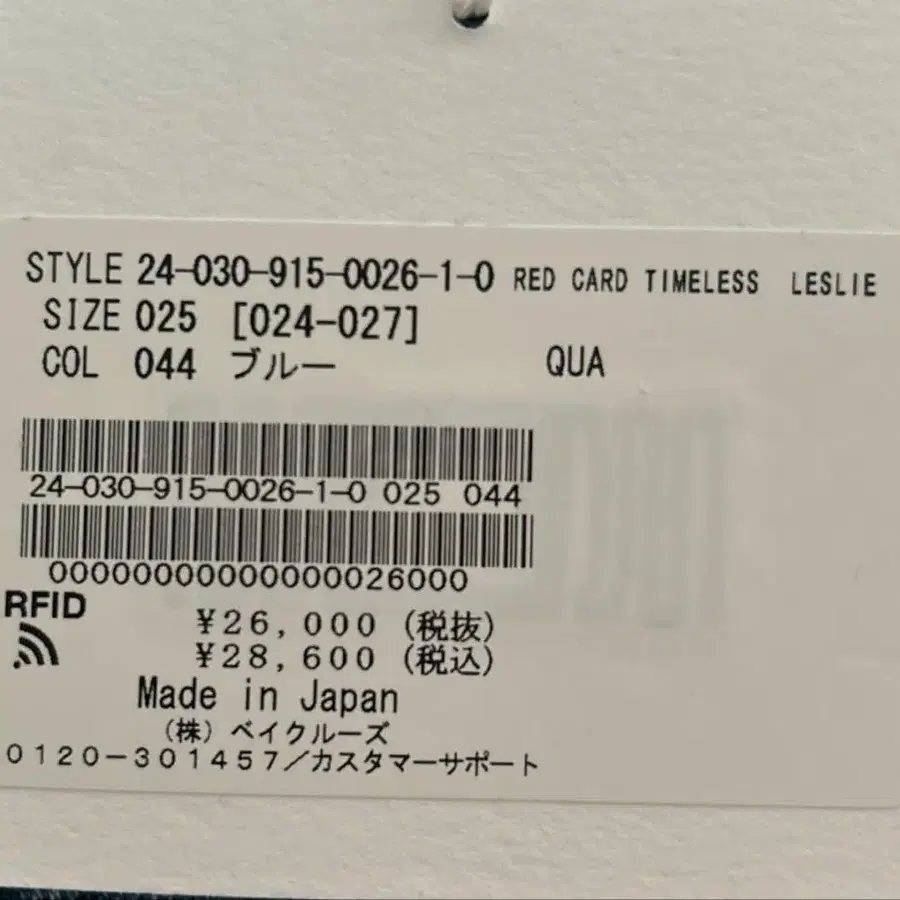 STYLE 24-030-915-0026-1-0 RED CARD TIMELESS LESLIE
SIZE 025 [024-027]
COL 044 ブルー QUA
24-030-915-0026-1-0 025 044
00000000000000026000
RFID
¥26,000 (税抜)
¥28,600 (税込)
Made in Japan
(株) ベイクルーズ
0120-301457/カスタマーサポート